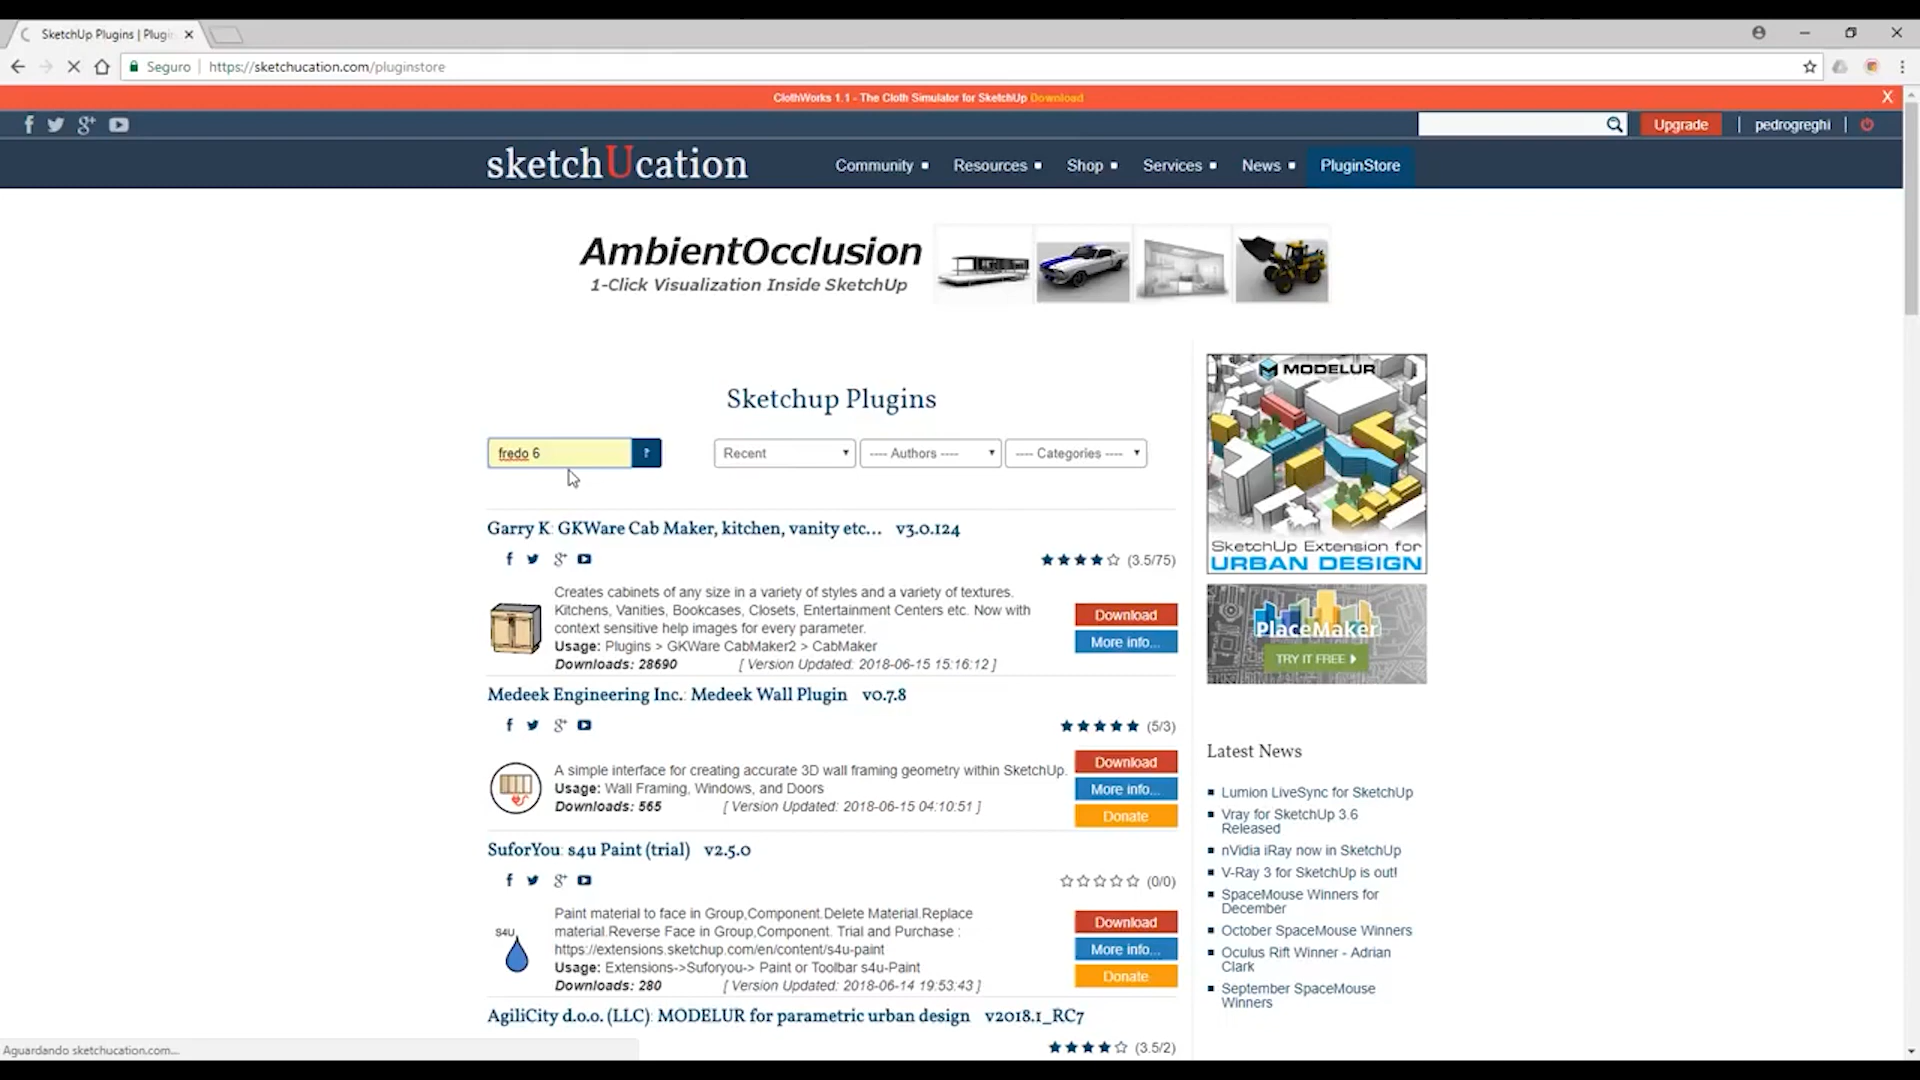 SketchUp Plugins | Plugi
Seguro
https://sketchucation.com/pluginstore
ClothWorks 1.1 - The Cloth Simulator for SketchUp Download
X
Upgrade | pedrogreghi |
sketchUcation
Community
Resources
Shop
Services
News
PluginStore
AmbientOcclusion
1-Click Visualization Inside SketchUp
Sketchup Plugins
fredo 6
?
Recent
---- Authors ----
---- Categories ----
Garry K: GKWare Cab Maker, kitchen, vanity etc... v3.0.124
(3.5/75)
Creates cabinets of any size in a variety of styles and a variety of textures.
Kitchens, Vanities, Bookcases, Closets, Entertainment Centers etc. Now with
context sensitive help images for every parameter.
Usage: Plugins > GKWare CabMaker2 > CabMaker
Downloads: 28690 [ Version Updated: 2018-06-15 15:16:12 ]
Download
More info...
Medeek Engineering Inc.: Medeek Wall Plugin v0.7.8
(5/3)
A simple interface for creating accurate 3D wall framing geometry within SketchUp.
Usage: Wall Framing, Windows, and Doors
Downloads: 565 [ Version Updated: 2018-06-15 04:10:51 ]
Download
More info...
Donate
SuforYou: s4u Paint (trial) v2.5.0
(0/0)
S4U
Paint material to face in Group,Component.Delete Material.Replace
material.Reverse Face in Group,Component. Trial and Purchase :
https://extensions.sketchup.com/en/content/s4u-paint
Usage: Extensions->Suforyou-> Paint or Toolbar s4u-Paint
Downloads: 280 [ Version Updated: 2018-06-14 19:53:43 ]
Download
More info...
Donate
AgiliCity d.o.o. (LLC): MODELUR for parametric urban design v2018.1_RC7
(3.5/2)
MODELUR
SketchUp Extension for
URBAN DESIGN
PlaceMaker
TRY IT FREE
Latest News
Lumion LiveSync for SketchUp
Vray for SketchUp 3.6
Released
nVidia iRay now in SketchUp
V-Ray 3 for SketchUp is out!
SpaceMouse Winners for
December
October SpaceMouse Winners
Oculus Rift Winner - Adrian
Clark
September SpaceMouse
Winners
Aguardando sketchucation.com...